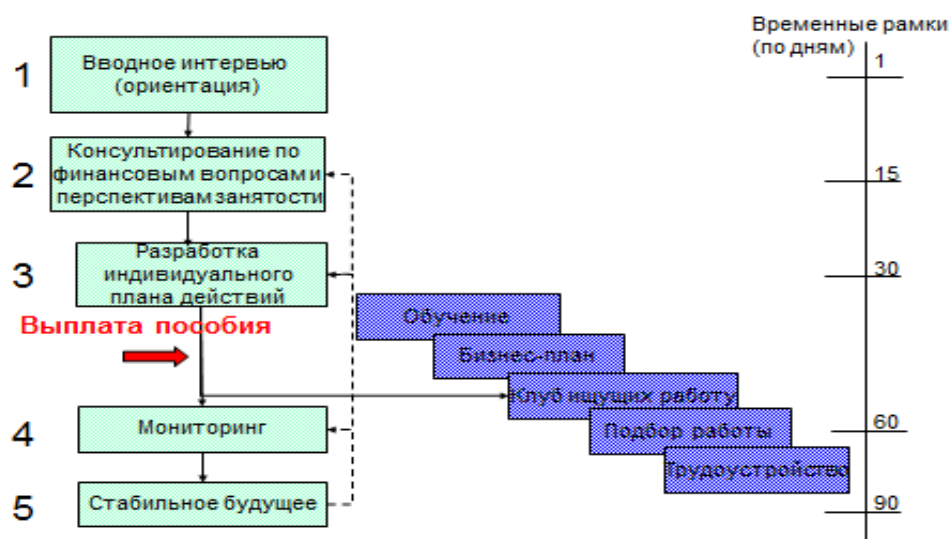 Временные рамки
(по дням)
1
1
Вводное интервью
(ориентация)
2
Консультирование по
финансовым вопросам и
перспективам занятости
15
3
Разработка
индивидуального
плана действий
30
Выплата пособия
Обучение
Бизнес-план
Клуб ищущих работу
4
Мониторинг
Подбор работы
60
Трудоустройство
5
Стабильное будущее
90